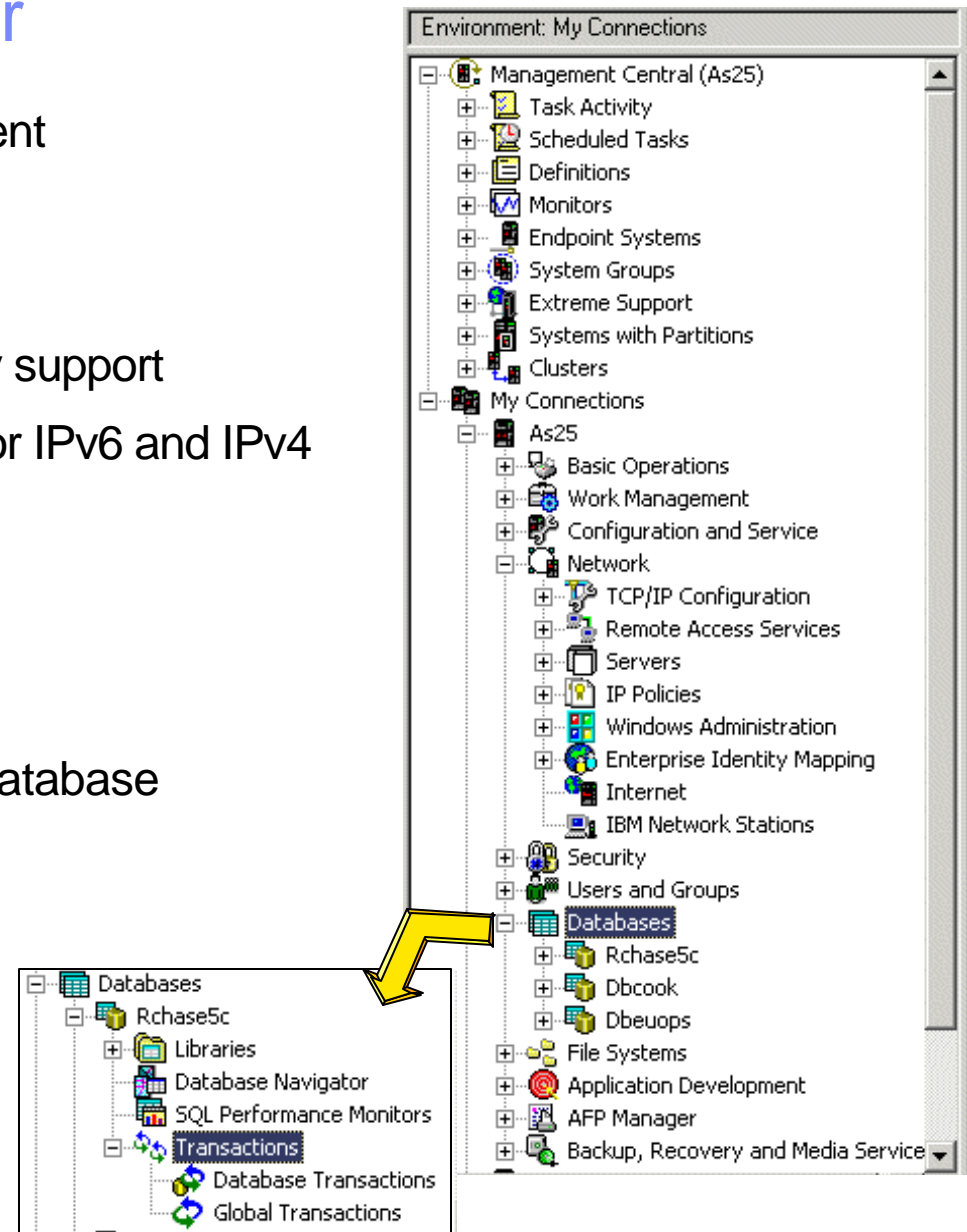 r
ent
y support
or IPv6 and IPv4
atabase
Environment: My Connections
Management Central (As25)
Task Activity
Scheduled Tasks
Definitions
Monitors
Endpoint Systems
System Groups
Extreme Support
Systems with Partitions
Clusters
My Connections
As25
Basic Operations
Work Management
Configuration and Service
Network
TCP/IP Configuration
Remote Access Services
Servers
IP Policies
Windows Administration
Enterprise Identity Mapping
Internet
IBM Network Stations
Security
Users and Groups
Databases
Rchase5c
Dbcook
Dbeuops
File Systems
Application Development
AFP Manager
Backup, Recovery and Media Service
Databases
Rchase5c
Libraries
Database Navigator
SQL Performance Monitors
Transactions
Database Transactions
Global Transactions